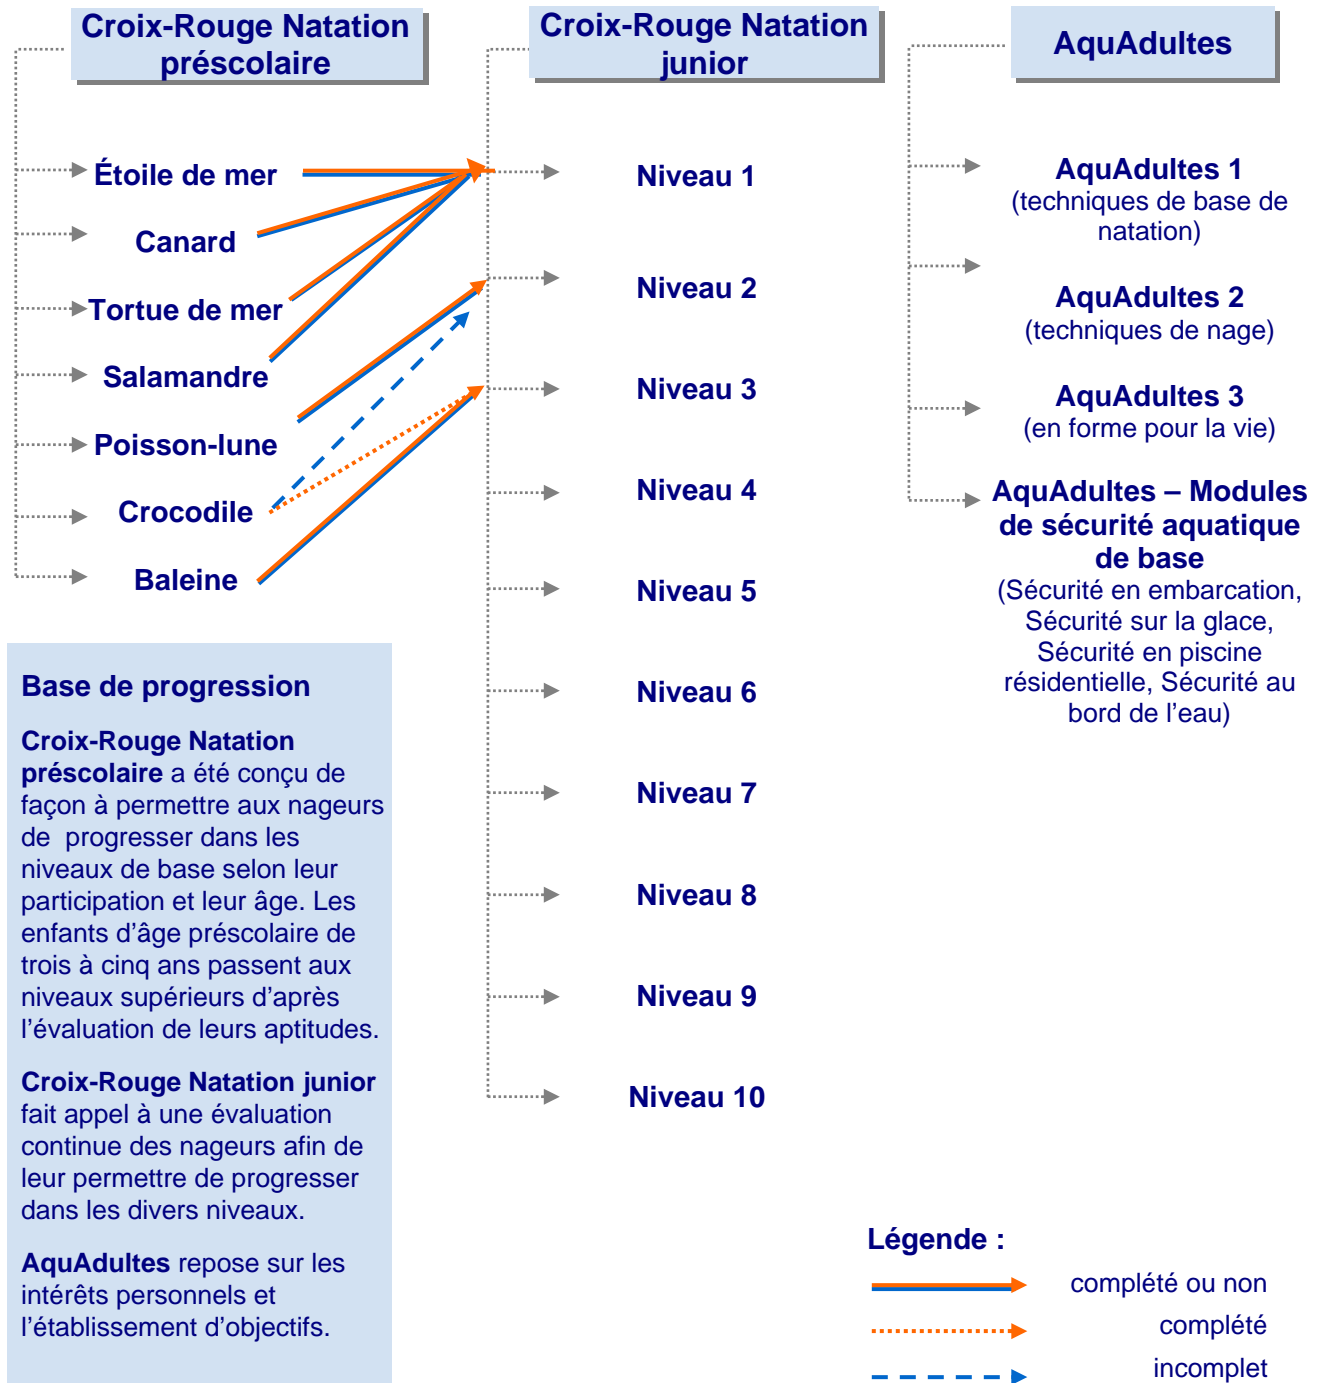 Croix-Rouge Natation
préscolaire
Étoile de mer
Canard
Tortue de mer
Salamandre
Poisson-lune
Crocodile
Baleine
Croix-Rouge Natation
junior
Niveau 1
Niveau 2
Niveau 3
Niveau 4
Niveau 5
Niveau 6
Niveau 7
Niveau 8
Niveau 9
Niveau 10
AquAdultes
AquAdultes 1
(techniques de base de
natation)
AquAdultes 2
(techniques de nage)
AquAdultes 3
(en forme pour la vie)
AquAdultes – Modules
de sécurité aquatique
de base
(Sécurité en embarcation,
Sécurité sur la glace,
Sécurité en piscine
résidentielle, Sécurité au
bord de l’eau)
Base de progression
Croix-Rouge Natation
préscolaire a été conçu de
façon à permettre aux nageurs
de progresser dans les
niveaux de base selon leur
participation et leur âge. Les
enfants d’âge préscolaire de
trois à cinq ans passent aux
niveaux supérieurs d’après
l’évaluation de leurs aptitudes.
Croix-Rouge Natation junior
fait appel à une évaluation
continue des nageurs afin de
leur permettre de progresser
dans les divers niveaux.
AquAdultes repose sur les
intérêts personnels et
l’établissement d’objectifs.
Légende :
complété ou non
complété
incomplet